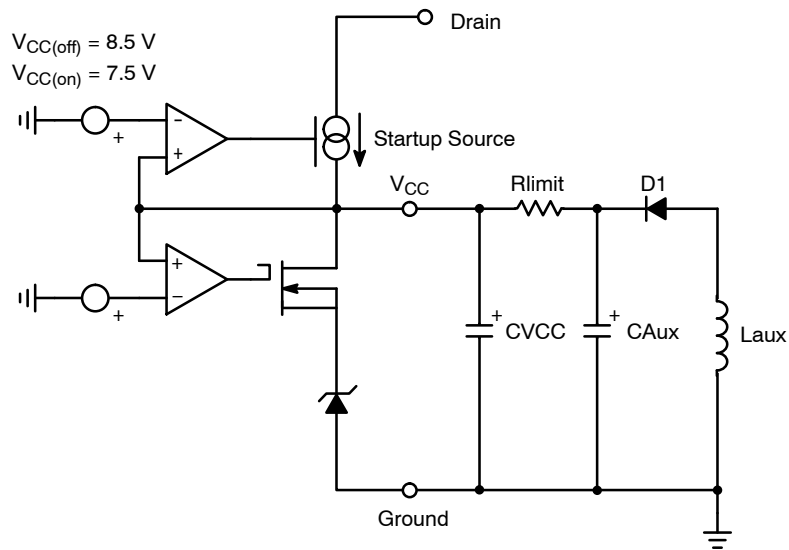 Drain
VCC(off) = 8.5 V
VCC(on) = 7.5 V
−
+
+
Startup Source
VCC
Rlimit
D1
+
−
+
+
CVCC
+
CAux
Laux
Ground